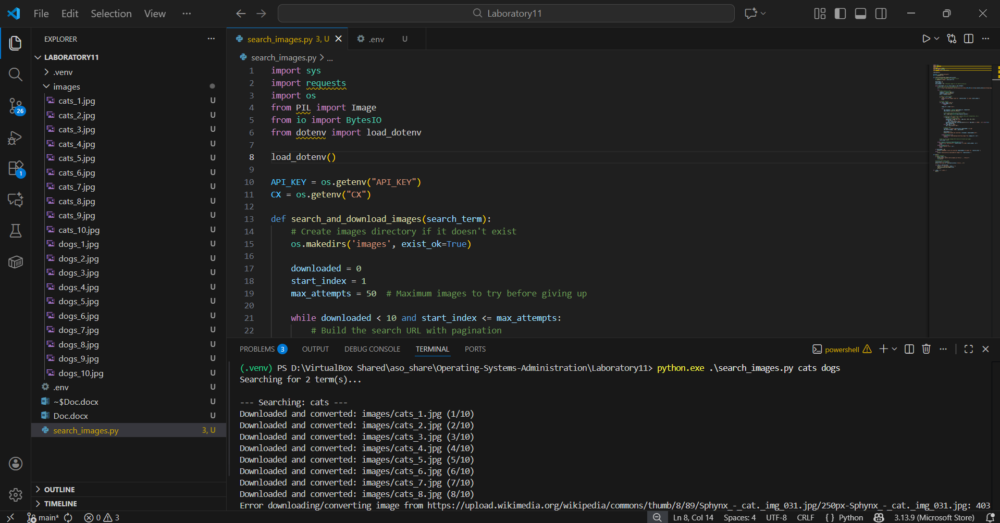 File Edit Selection View ···
Laboratory11
EXPLORER
LABORATORY11
.venv
images
cats_1.jpg U
cats_2.jpg U
cats_3.jpg U
cats_4.jpg U
cats_5.jpg U
cats_6.jpg U
cats_7.jpg U
cats_8.jpg U
cats_9.jpg U
cats_10.jpg U
dogs_1.jpg U
dogs_2.jpg U
dogs_3.jpg U
dogs_4.jpg U
dogs_5.jpg U
dogs_6.jpg U
dogs_7.jpg U
dogs_8.jpg U
dogs_9.jpg U
dogs_10.jpg U
.env U
~$Doc.docx U
Doc.docx U
search_images.py 3, U
OUTLINE
TIMELINE
26
1
search_images.py 3, U
.env U
search_images.py > ...
1 import sys
2 import requests
3 import os
4 from PIL import Image
5 from io import BytesIO
6 from dotenv import load_dotenv
7
8 load_dotenv()
9
10 API_KEY = os.getenv("API_KEY")
11 CX = os.getenv("CX")
12
13 def search_and_download_images(search_term):
14 # Create images directory if it doesn't exist
15 os.makedirs('images', exist_ok=True)
16
17 downloaded = 0
18 start_index = 1
19 max_attempts = 50 # Maximum images to try before giving up
20
21 while downloaded < 10 and start_index <= max_attempts:
22 # Build the search URL with pagination
PROBLEMS 3 OUTPUT DEBUG CONSOLE TERMINAL PORTS
powershell
(.venv) PS D:\VirtualBox Shared\aso_share\Operating-Systems-Administration\Laboratory11> python.exe .\search_images.py cats dogs
Searching for 2 term(s)...
--- Searching: cats ---
Downloaded and converted: images/cats_1.jpg (1/10)
Downloaded and converted: images/cats_2.jpg (2/10)
Downloaded and converted: images/cats_3.jpg (3/10)
Downloaded and converted: images/cats_4.jpg (4/10)
Downloaded and converted: images/cats_5.jpg (5/10)
Downloaded and converted: images/cats_6.jpg (6/10)
Downloaded and converted: images/cats_7.jpg (7/10)
Downloaded and converted: images/cats_8.jpg (8/10)
Error downloading/converting image from https://upload.wikimedia.org/wikipedia/commons/thumb/8/89/Sphynx_-_cat._img_031.jpg/250px-Sphynx_-_cat._img_031.jpg: 403
main* 0 3
Ln 8, Col 14 Spaces: 4 UTF-8 CRLF { } Python 3.13.9 (Microsoft Store)